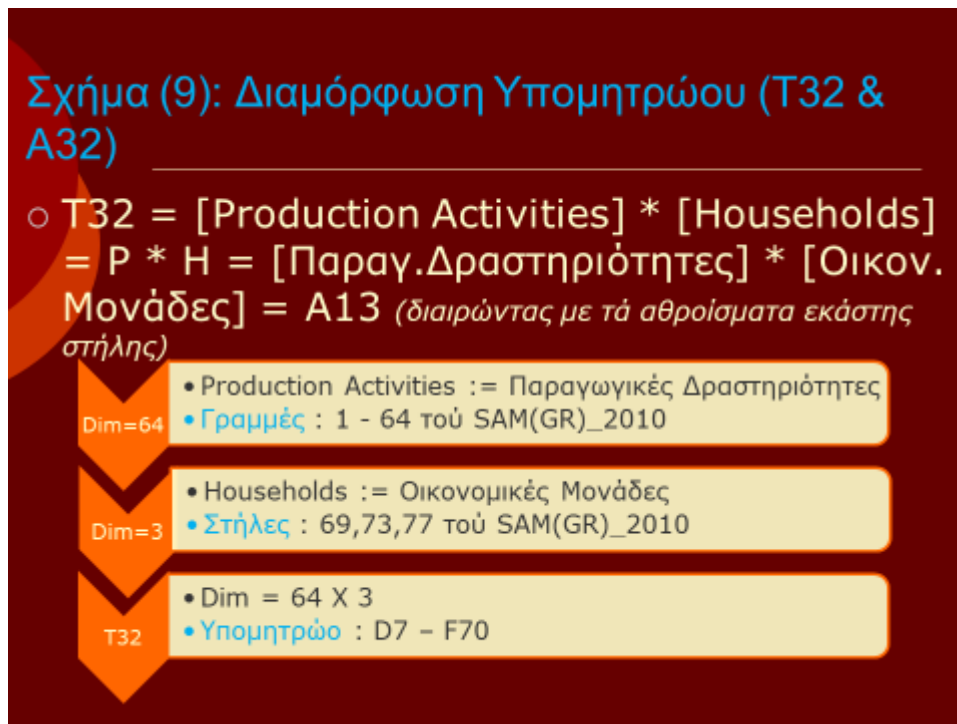 Σχήμα (9): Διαμόρφωση Υπομητρώου (Τ32 &
Α32)
Τ32 = [Production Activities] * [Households]
= P * H = [Παραγ.Δραστηριότητες] * [Οικον.
Μονάδες] = Α13 (διαιρώντας με τά αθροίσματα εκάστης
στήλης)
• Production Activities := Παραγωγικές Δραστηριότητες
Dim=64
• Γραμμές : 1 - 64 τού SAM(GR)_2010
• Households := Οικονομικές Μονάδες
Dim=3
• Στήλες : 69,73,77 τού SAM(GR)_2010
• Dim = 64 X 3
T32
• Υπομητρώο : D7 – F70